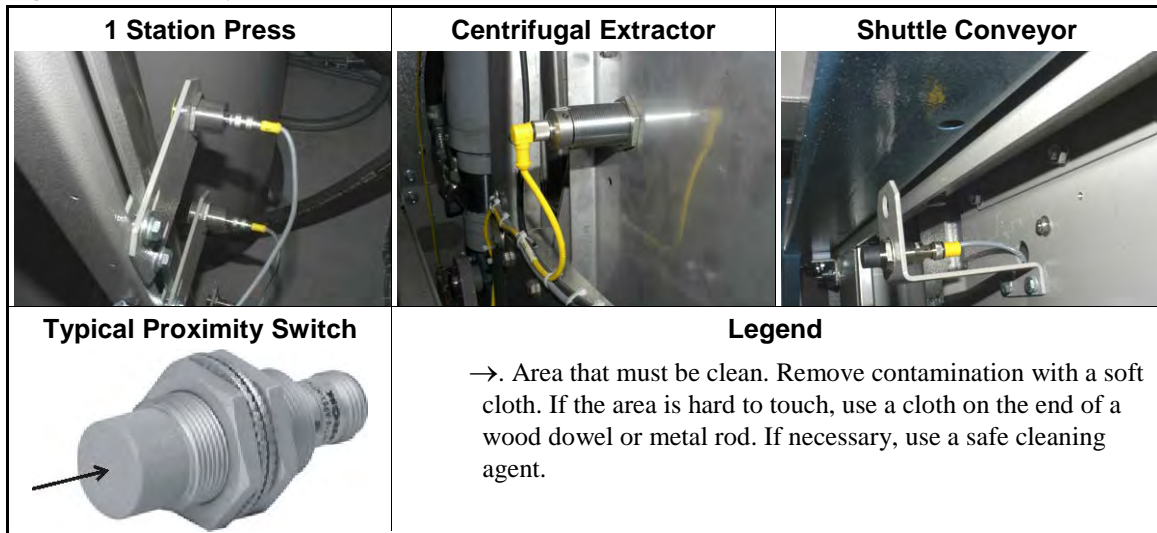 1 Station Press
Centrifugal Extractor
Shuttle Conveyor
Typical Proximity Switch
Legend
→. Area that must be clean. Remove contamination with a soft
cloth. If the area is hard to touch, use a cloth on the end of a
wood dowel or metal rod. If necessary, use a safe cleaning
agent.